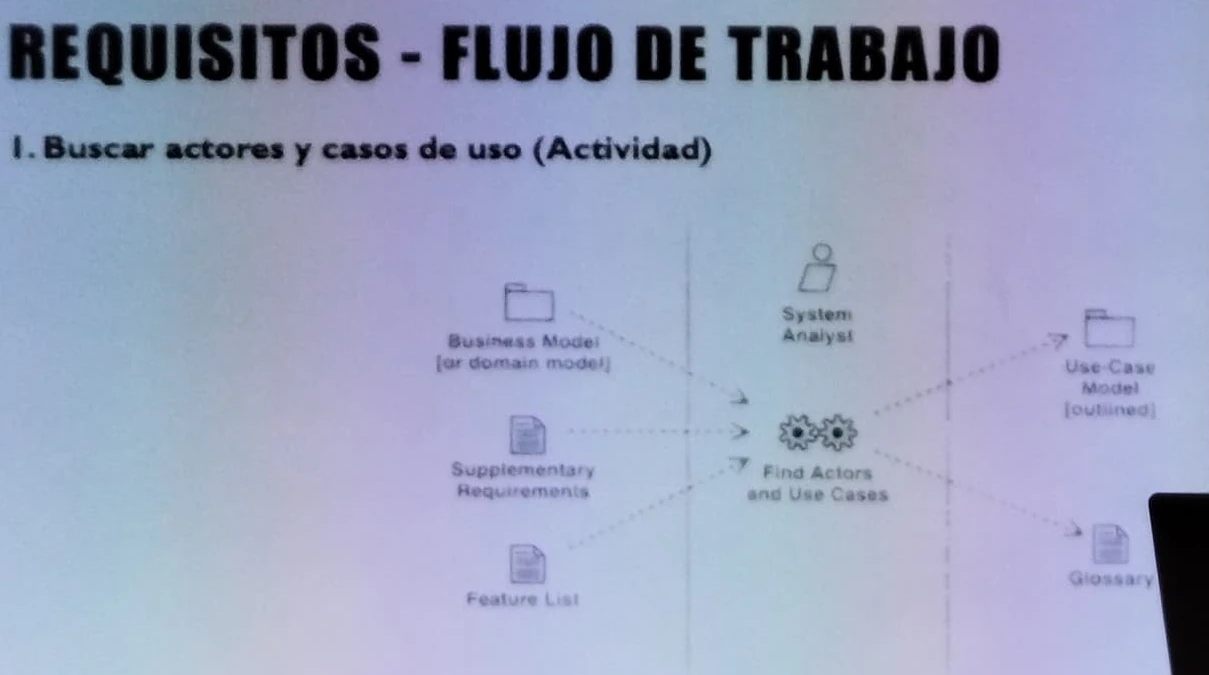 REQUISITOS - FLUJO DE TRABAJO
1. Buscar actores y casos de uso (Actividad)
System
Analyst
Business Model
[or domain model]
Use-Case
Model
[outlined]
Supplementary
Requirements
Find Actors
and Use Cases
Feature List
Glossary